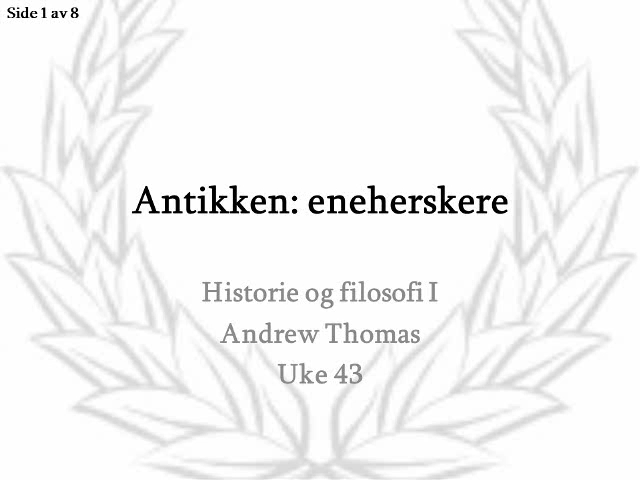 Side 1 av 8
Antikken: eneherskere
Historie og filosofi I
Andrew Thomas
Uke 43